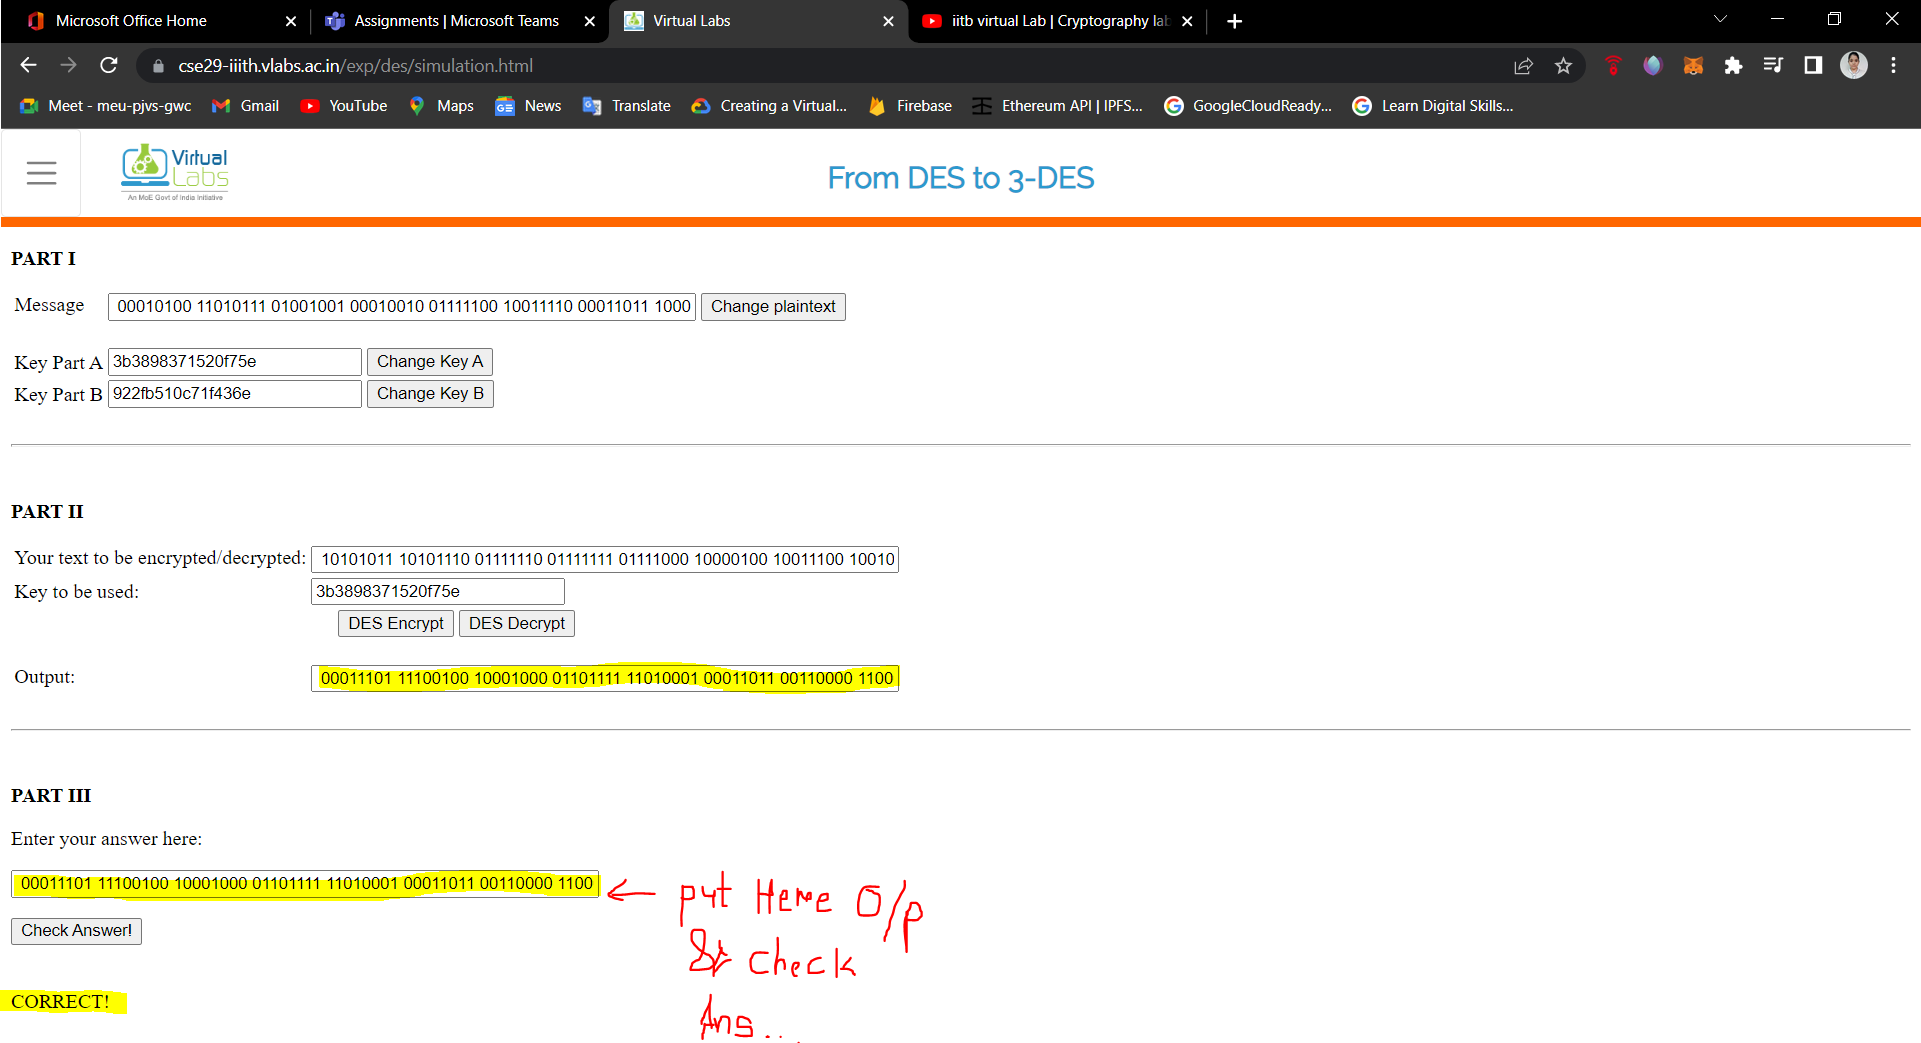 Microsoft Office Home
Assignments | Microsoft Teams
Virtual Labs
iitb virtual Lab | Cryptography lab
cse29-iiith.vlabs.ac.in/exp/des/simulation.html
Meet - meu-pjvs-gwc
Gmail
YouTube
Maps
News
Translate
Creating a Virtual...
Firebase
Ethereum API | IPFS...
GoogleCloudReady...
Learn Digital Skills...
Virtual
Labs
An MoE Govt of India Initiative
From DES to 3-DES
PART I
Message 00010100 11010111 01001001 00010010 01111100 10011110 00011011 1000 Change plaintext
Key Part A 3b3898371520f75e Change Key A
Key Part B 922fb510c71f436e Change Key B
PART II
Your text to be encrypted/decrypted: 10101011 10101110 01111110 01111111 01111000 10000100 10011100 10010
Key to be used: 3b3898371520f75e
DES Encrypt DES Decrypt
Output: 00011101 11100100 10001000 01101111 11010001 00011011 00110000 1100
PART III
Enter your answer here:
00011101 11100100 10001000 01101111 11010001 00011011 00110000 1100
← put Here O/p
& check
Ans...
Check Answer!
CORRECT!